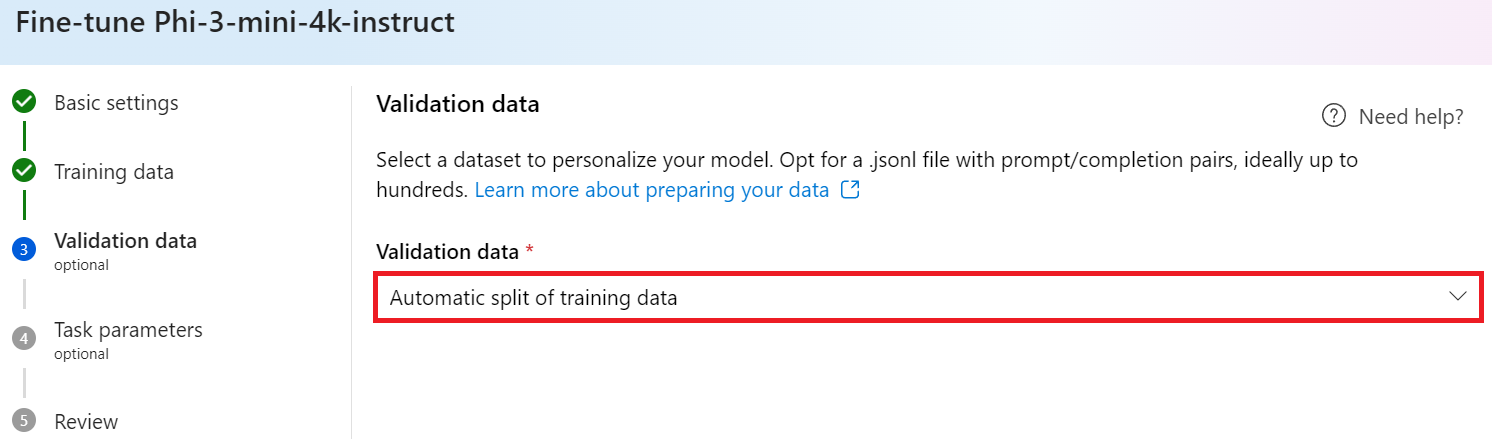 Fine-tune Phi-3-mini-4k-instruct
Basic settings
Training data
3
Validation data
optional
4
Task parameters
optional
5
Review
Validation data
Need help?
Select a dataset to personalize your model. Opt for a .jsonl file with prompt/completion pairs, ideally up to
hundreds. Learn more about preparing your data
Validation data *
Automatic split of training data